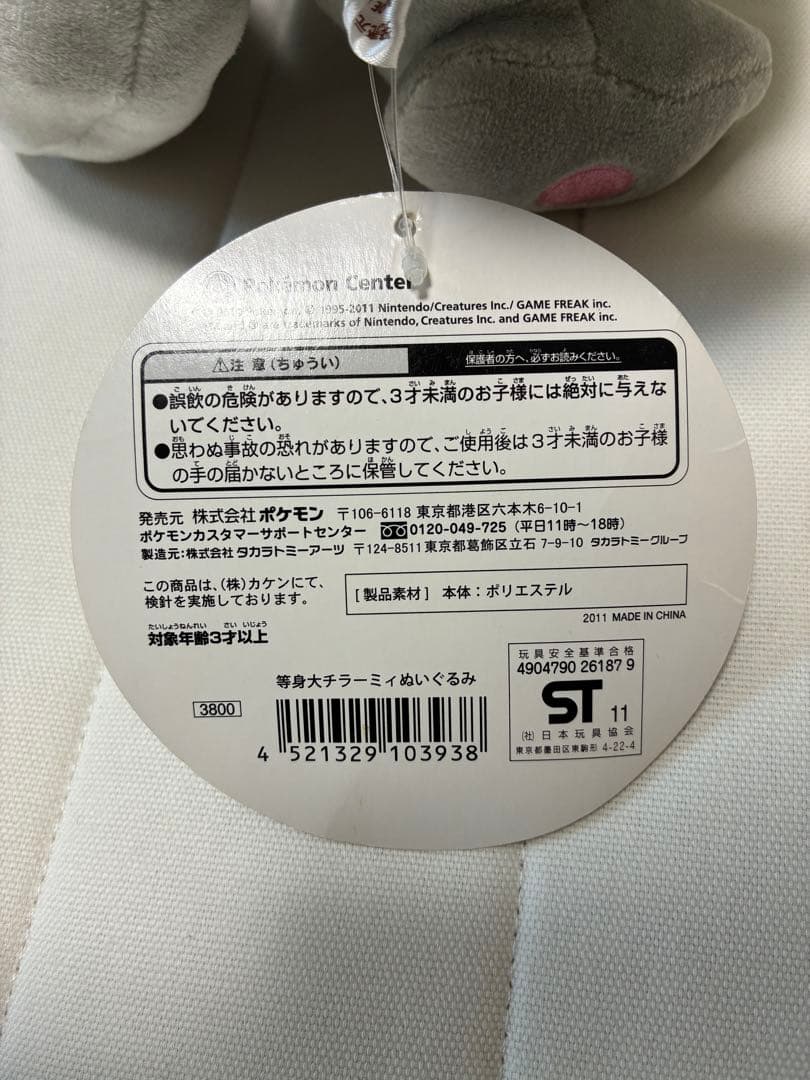 Pokémon Center
1995-2011 Nintendo/Creatures Inc./ GAME FREAK inc.
are trademarks of Nintendo, Creatures Inc. and GAME FREAK inc.
⚠注 意(ちゅうい)
保護者の方へ、必ずお読みください。
●誤飲の危険がありますので、3才未満のお子様には絶対に与えな
いでください。
●思わぬ事故の恐れがありますので、ご使用後は3才未満のお子様
の手の届かないところに保管してください。
発売元 株式会社ポケモン 〒106-6118 東京都港区六本木6-10-1
ポケモンカスタマーサポートセンター 0120-049-725 (平日11時〜18時)
製造元:株式会社タカラトミーアーツ 〒124-8511 東京都葛飾区立石 7-9-10 タカラトミーグループ
この商品は、(株)カケンにて、
検針を実施しております。
[製品素材] 本体:ポリエステル
2011 MADE IN CHINA
たいしょうねんれい さい いじょう
対象年齢3才以上
玩具安全基準合格
4904790 26187 9
ST 11
(社)日本玩具協会
東京都墨田区東駒形 4-22-4
等身大チラーミィぬいぐるみ
3800
4 521329 103938